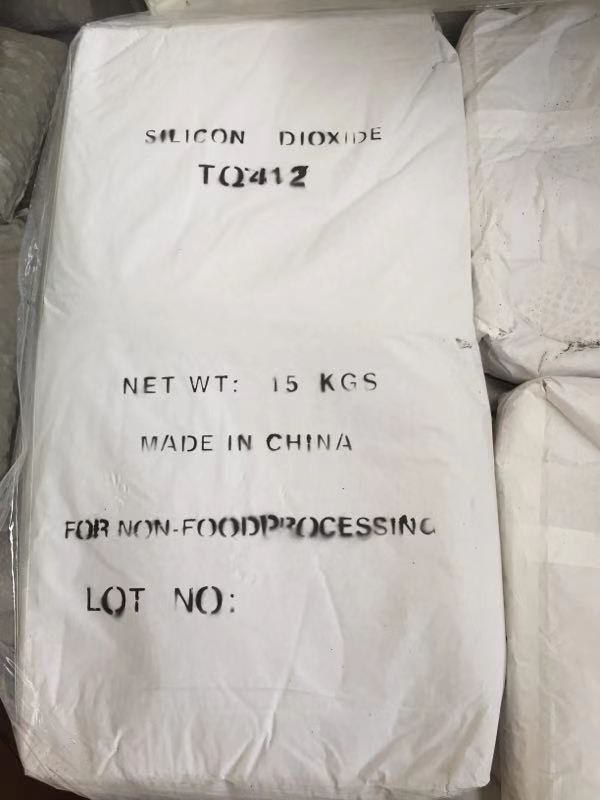 SILICON DIOXIDE
TQ412
NET WT: 15 KGS
MADE IN CHINA
FOR NON-FOODPROCESSING
LOT NO: